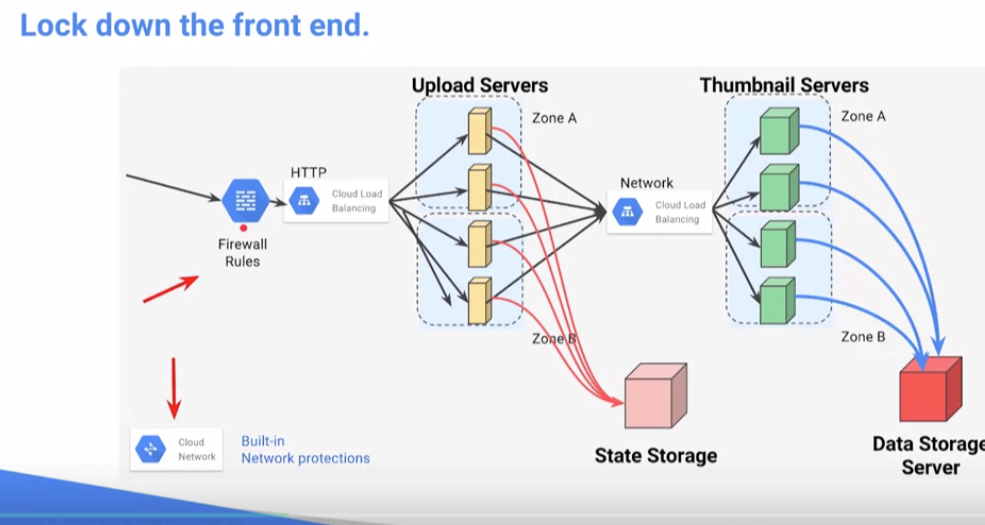 Lock down the front end.
Upload Servers
Thumbnail Servers
Zone A
Zone A
HTTP
Cloud Load
Balancing
Network
Cloud Load
Balancing
Firewall
Rules
Zone B
Zone B
Cloud
Network
Built-in
Network protections
State Storage
Data Storage
Server